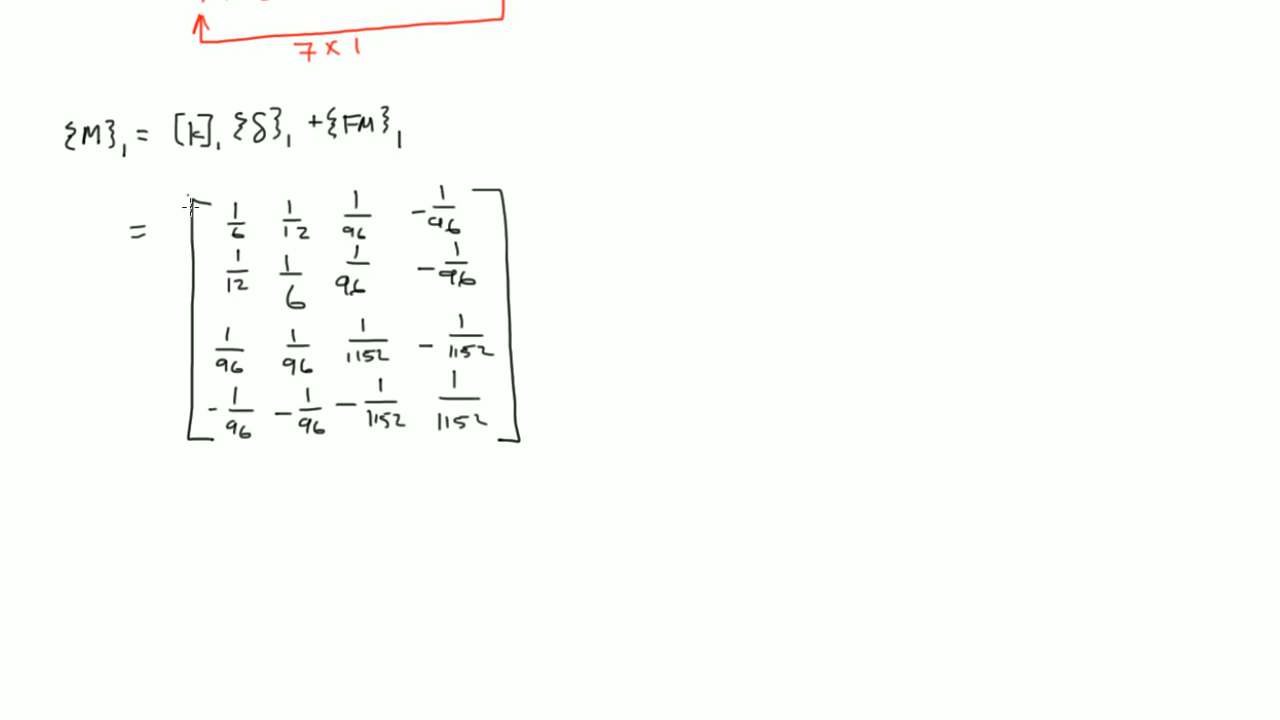 7 × 1
{M}₁ = [k]₁ {δ}₁ + {FM}₁
= [ 1/6 1/12 1/96 -1/96
1/12 1/6 1/96 -1/96
1/96 1/96 1/1152 -1/1152
-1/96 -1/96 -1/1152 1/1152 ]